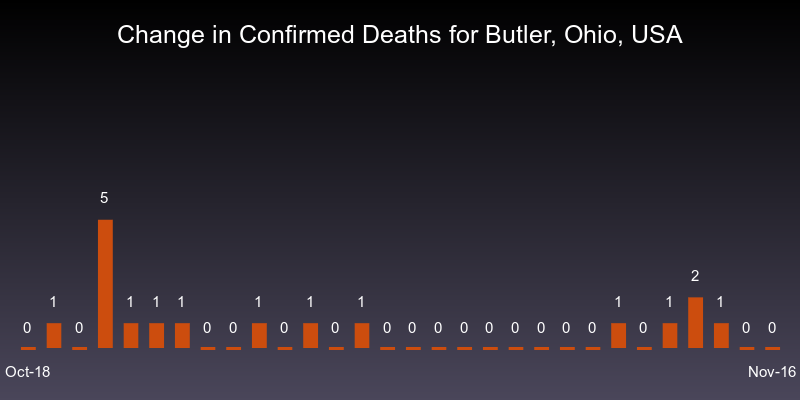 Change in Confirmed Deaths for Butler, Ohio, USA
0 1 0 5 1 1 1 0 0 1 0 1 0 1 0 0 0 0 0 0 0 0 0 1 0 1 2 1 0 0
Oct-18 Nov-16